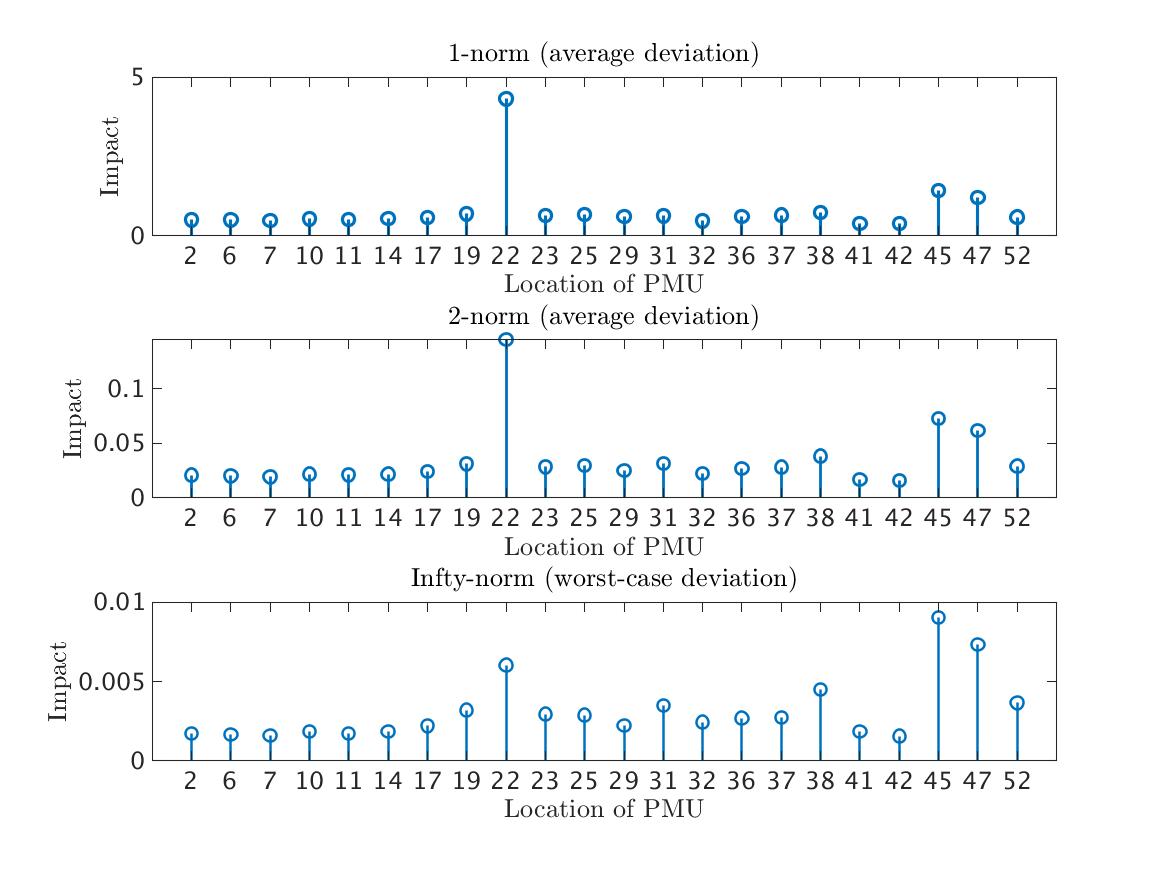 1-norm (average deviation)
5
Impact
0
2 6 7 10 11 14 17 19 22 23 25 29 31 32 36 37 38 41 42 45 47 52
Location of PMU
2-norm (average deviation)
0.1
Impact
0.05
0
2 6 7 10 11 14 17 19 22 23 25 29 31 32 36 37 38 41 42 45 47 52
Location of PMU
Infty-norm (worst-case deviation)
0.01
Impact
0.005
0
2 6 7 10 11 14 17 19 22 23 25 29 31 32 36 37 38 41 42 45 47 52
Location of PMU